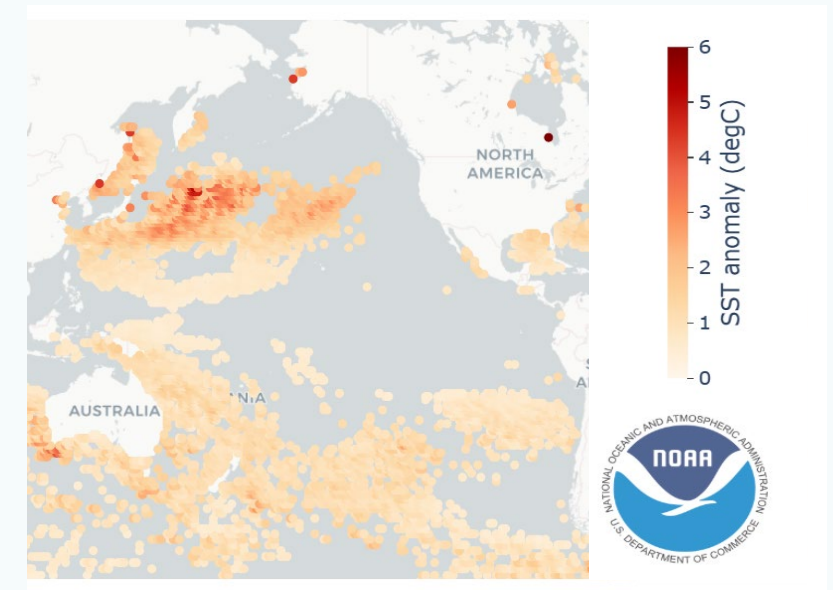 NORTH
AMERICA
AUSTRALIA
6
5
4
3
2
1
0
SST anomaly (degC)
NATIONAL OCEANIC AND ATMOSPHERIC ADMINISTRATION
NOAA
U.S. DEPARTMENT OF COMMERCE